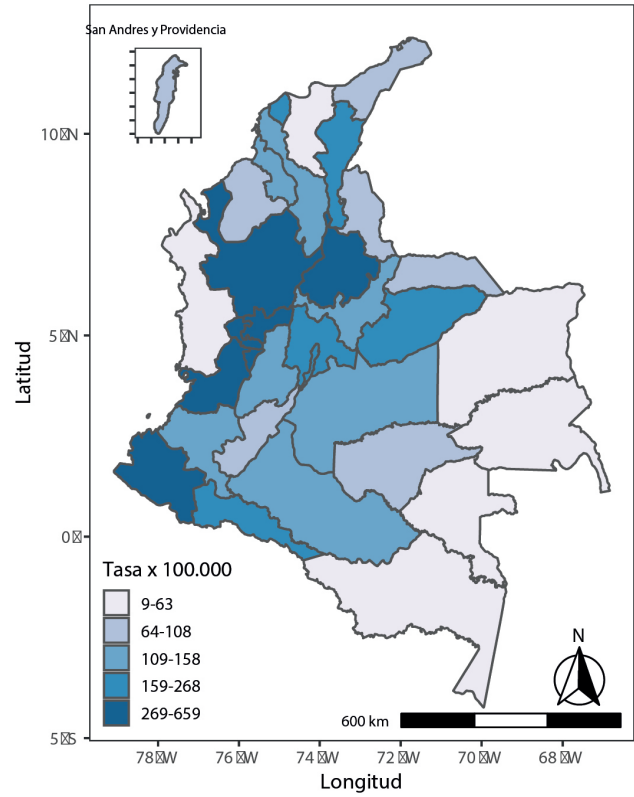 San Andres y Providencia
10▯N
5▯N
0▯
5▯S
Latitud
Tasa x 100.000
9-63
64-108
109-158
159-268
269-659
N
600 km
78▯W 76▯W 74▯W 72▯W 70▯W 68▯W
Longitud